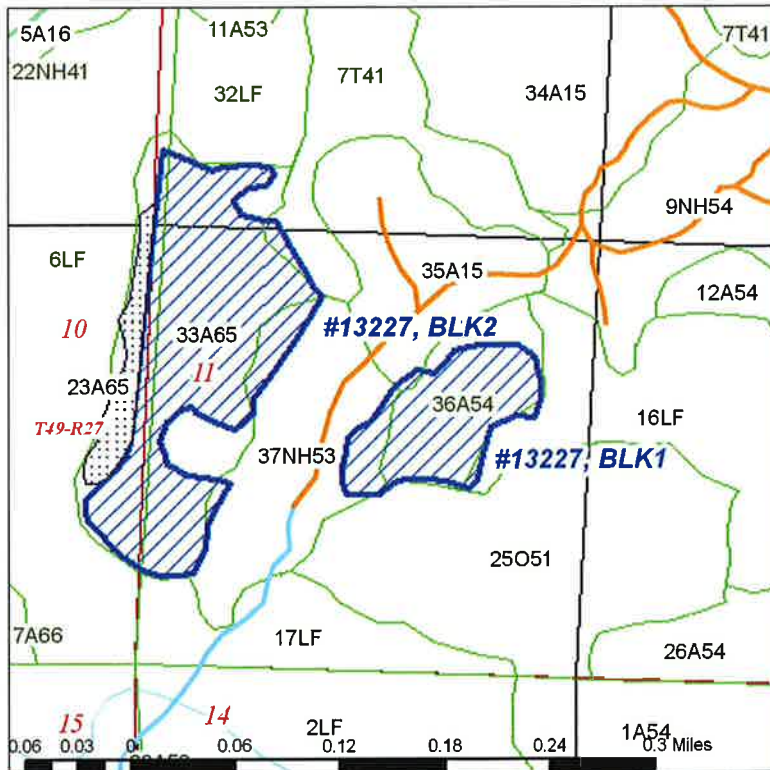 5A16
11A53
7T41
22NH41
7T41
32LF
34A15
9NH54
6LF
35A15
12A54
10
33A65
#13227, BLK2
11
23A65
36A54
T49-R27
16LF
37NH53
#13227, BLK1
25O51
7A66
17LF
26A54
15
14
2LF
1A54
0.06 0.03 0 0.06 0.12 0.18 0.24 0.3 Miles